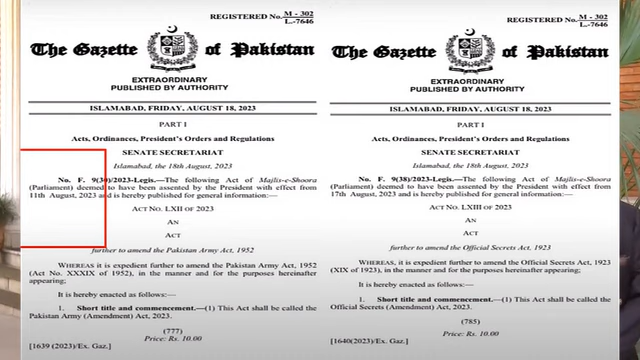 REGISTERED No. M - 302
L.-7646
The Gazette of Pakistan
EXTRAORDINARY
PUBLISHED BY AUTHORITY
ISLAMABAD, FRIDAY, AUGUST 18, 2023
PART I
Acts, Ordinances, President's Orders and Regulations
SENATE SECRETARIAT
Islamabad, the 18th August, 2023
No. F. 9(30)/2023-Legis.—The following Act of Majlis-e-Shoora
(Parliament) deemed to have been assented by the President with effect from
11th August, 2023 and is hereby published for general information:—
ACT NO. LXII OF 2023
AN
ACT
further to amend the Pakistan Army Act, 1952
WHEREAS it is expedient further to amend the Pakistan Army Act, 1952
(Act No. XXXIX of 1952), in the manner and for the purposes hereinafter
appearing;
It is hereby enacted as follows:—
1. Short title and commencement.—(1) This Act shall be called the
Pakistan Army (Amendment) Act, 2023.
(777)
Price: Rs. 10.00
[1639 (2023)/Ex. Gaz.]
REGISTERED No. M - 302
L.-7646
The Gazette of Pakistan
EXTRAORDINARY
PUBLISHED BY AUTHORITY
ISLAMABAD, FRIDAY, AUGUST 18, 2023
PART I
Acts, Ordinances, President's Orders and Regulations
SENATE SECRETARIAT
Islamabad, the 18th August, 2023
No. F. 9(38)/2023-Legis.—The following Act of Majlis-e-Shoora
(Parliament) deemed to have been assented by the President with effect from
17th August, 2023 and is hereby published for general information:—
ACT NO. LXIII OF 2023
AN
ACT
further to amend the Official Secrets Act, 1923
WHEREAS it is expedient further to amend the Official Secrets Act, 1923
(XIX of 1923), in the manner and for the purposes hereinafter
appearing;
It is hereby enacted as follows:—
1. Short title and commencement.—(1) This Act shall be called the
Official Secrets (Amendment) Act, 2023.
(785)
Price: Rs. 10.00
[1640(2023)/Ex. Gaz.]